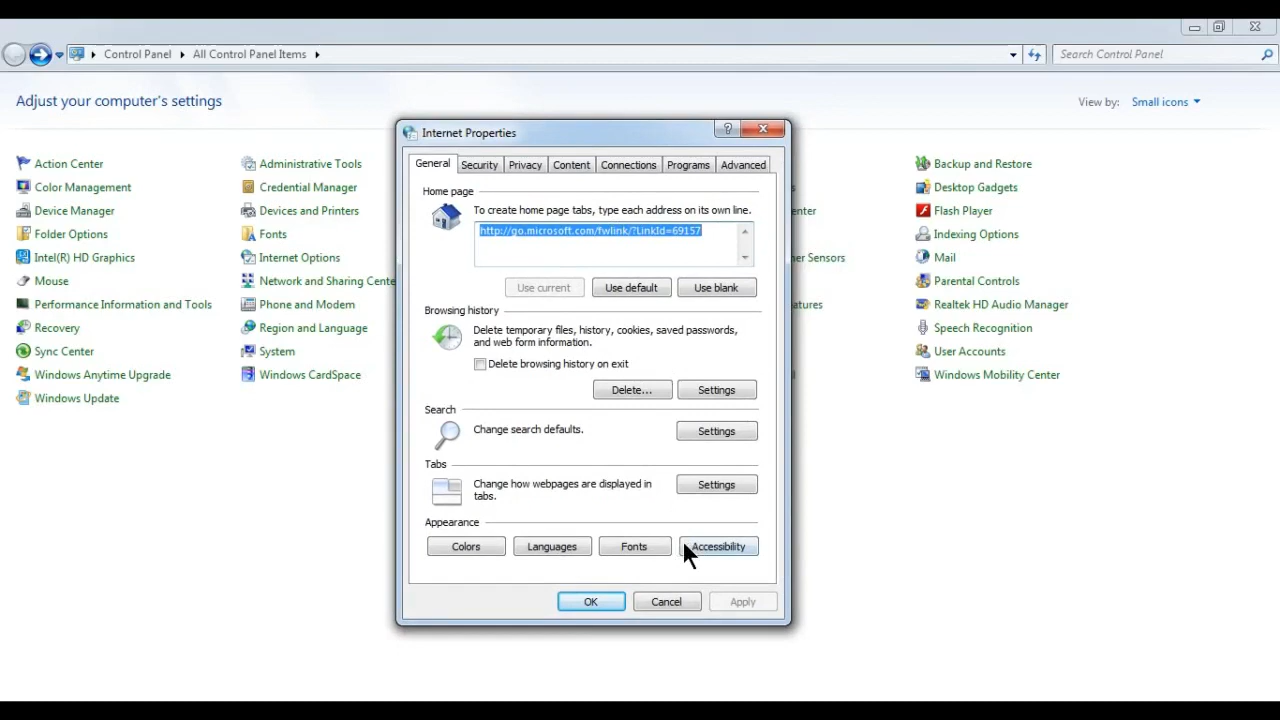 Control Panel
All Control Panel Items
Search Control Panel
Adjust your computer's settings
View by: Small icons
Action Center
Color Management
Device Manager
Folder Options
Intel(R) HD Graphics
Mouse
Performance Information and Tools
Recovery
Sync Center
Windows Anytime Upgrade
Windows Update
Administrative Tools
Credential Manager
Devices and Printers
Fonts
Internet Options
Network and Sharing Cente
Phone and Modem
Region and Language
System
Windows CardSpace
Internet Properties
?
General Security Privacy Content Connections Programs Advanced
Home page
To create home page tabs, type each address on its own line.
http://go.microsoft.com/fwlink/?LinkId=69157
Use current Use default Use blank
Browsing history
Delete temporary files, history, cookies, saved passwords,
and web form information.
Delete browsing history on exit
Delete... Settings
Search
Change search defaults. Settings
Tabs
Change how webpages are displayed in
tabs.
Settings
Appearance
Colors Languages Fonts Accessibility
OK Cancel Apply
enter
er Sensors
eatures
Backup and Restore
Desktop Gadgets
Flash Player
Indexing Options
Mail
Parental Controls
Realtek HD Audio Manager
Speech Recognition
User Accounts
Windows Mobility Center